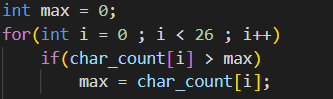 int max = 0;
for(int i = 0 ; i < 26 ; i++)
    if(char_count[i] > max)
        max = char_count[i];